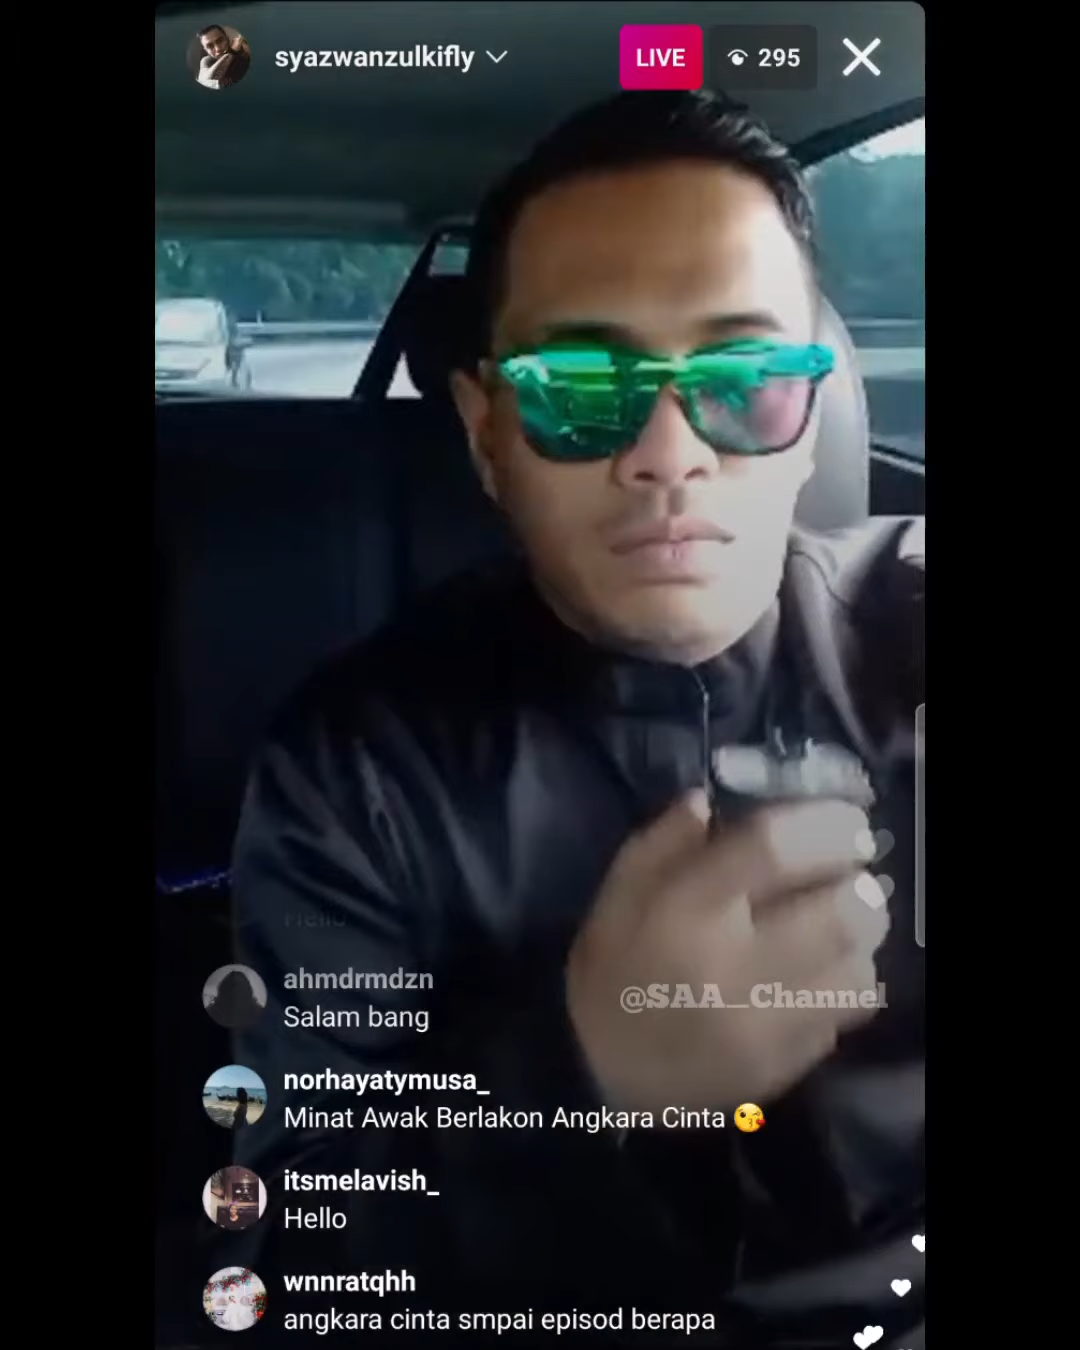 syazwanzulkifly
LIVE
295
Hello
ahmdrmdzn
Salam bang
@SAA_Channel
norhayatymusa_
Minat Awak Berlakon Angkara Cinta 😘
itsmelavish_
Hello
wnnratqhh
angkara cinta smpai episod berapa